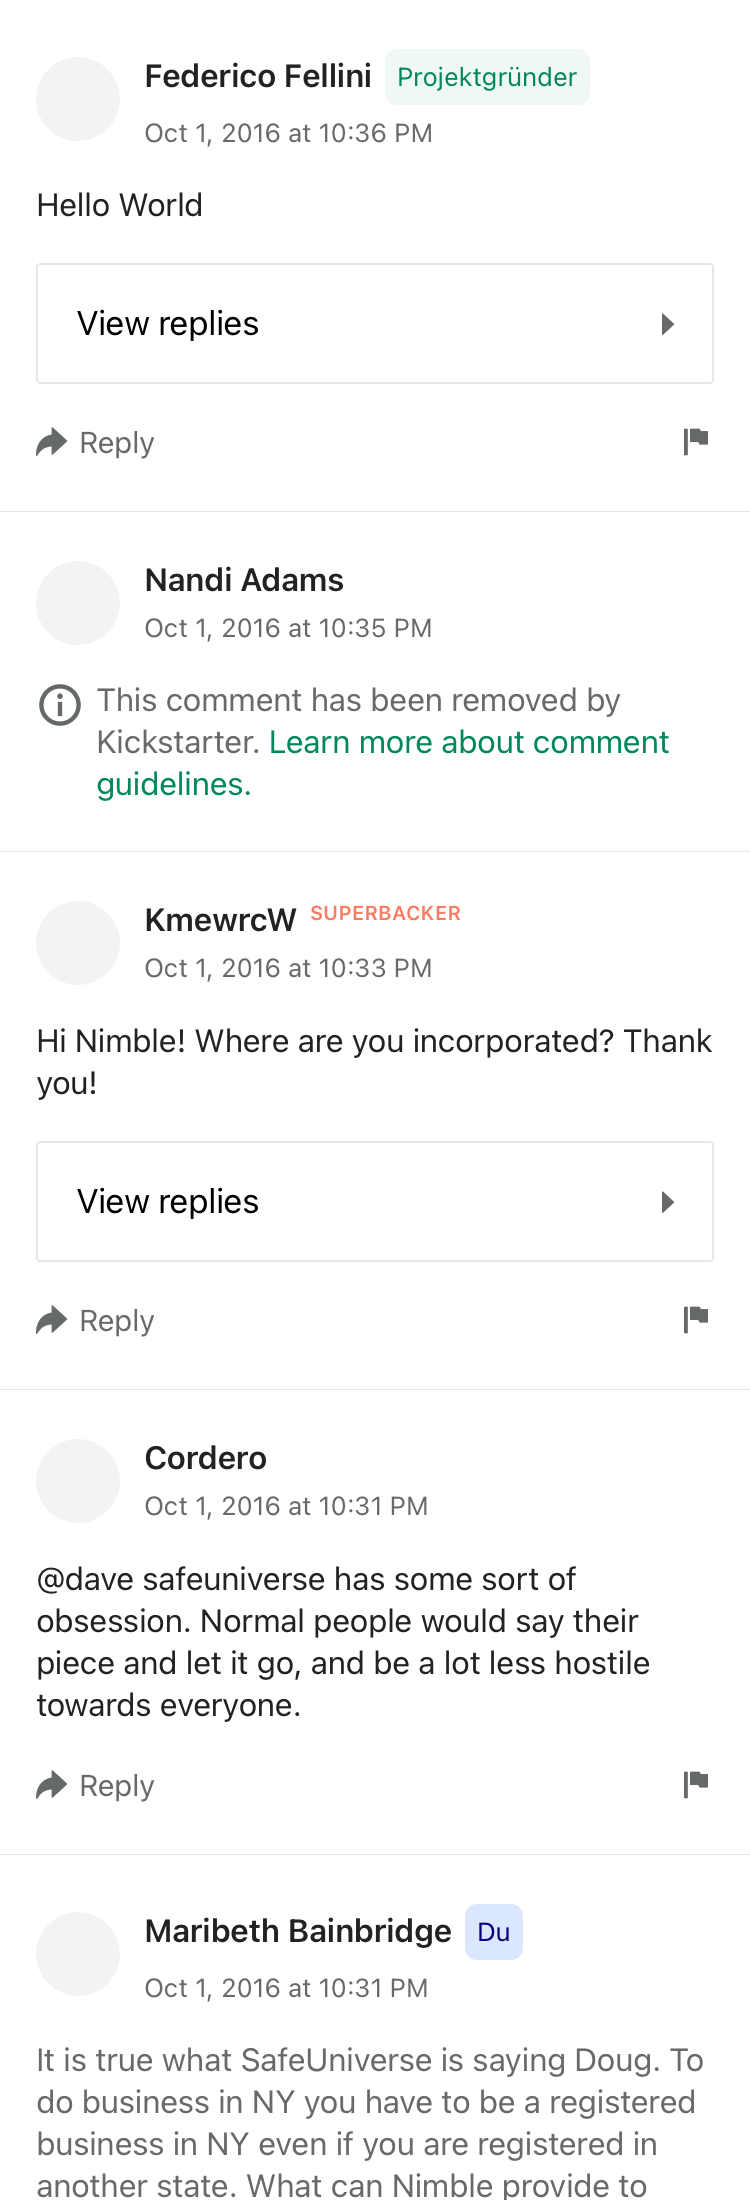 Federico Fellini Projektgründer
Oct 1, 2016 at 10:36 PM
Hello World
View replies
Reply
Nandi Adams
Oct 1, 2016 at 10:35 PM
This comment has been removed by
Kickstarter. Learn more about comment
guidelines.
KmewrcW SUPERBACKER
Oct 1, 2016 at 10:33 PM
Hi Nimble! Where are you incorporated? Thank
you!
View replies
Reply
Cordero
Oct 1, 2016 at 10:31 PM
@dave safeuniverse has some sort of
obsession. Normal people would say their
piece and let it go, and be a lot less hostile
towards everyone.
Reply
Maribeth Bainbridge Du
Oct 1, 2016 at 10:31 PM
It is true what SafeUniverse is saying Doug. To
do business in NY you have to be a registered
business in NY even if you are registered in
another state. What can Nimble provide to